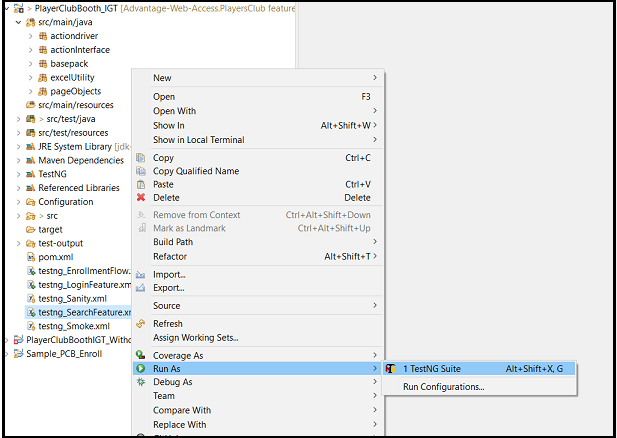 PlayerClubBooth_IGT [Advantage-Web-Access.PlayersClub feature
src/main/java
actiondriver
actionInterface
basepack
excelUtility
pageObjects
src/main/resources
> src/test/java
src/test/resources
JRE System Library [jdk-
Maven Dependencies
TestNG
Referenced Libraries
Configuration
> src
target
test-output
pom.xml
testng_EnrollmentFlow.
testng_LoginFeature.xm
testng_Sanity.xml
testng_SearchFeature.xm
testng_Smoke.xml
PlayerClubBoothIGT_Witho
Sample_PCB_Enroll
New
Open F3
Open With
Show In Alt+Shift+W
Show in Local Terminal
Copy Ctrl+C
Copy Qualified Name
Paste Ctrl+V
Delete Delete
Remove from Context Ctrl+Alt+Shift+Down
Mark as Landmark Ctrl+Alt+Shift+Up
Build Path
Refactor Alt+Shift+T
Import...
Export...
Source
Refresh
Assign Working Sets...
Coverage As
Run As
Debug As
Team
Compare With
Replace With
1 TestNG Suite Alt+Shift+X, G
Run Configurations...